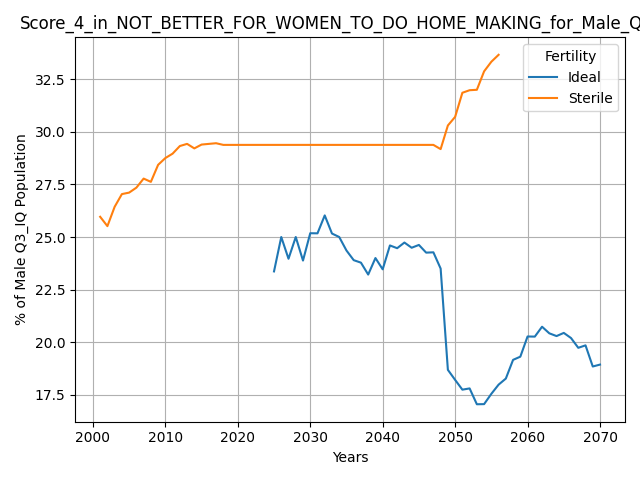 Score_4_in_NOT_BETTER_FOR_WOMEN_TO_DO_HOME_MAKING_for_Male_Q
Fertility
Ideal
Sterile
% of Male Q3_IQ Population
32.5
30.0
27.5
25.0
22.5
20.0
17.5
2000 2010 2020 2030 2040 2050 2060 2070
Years